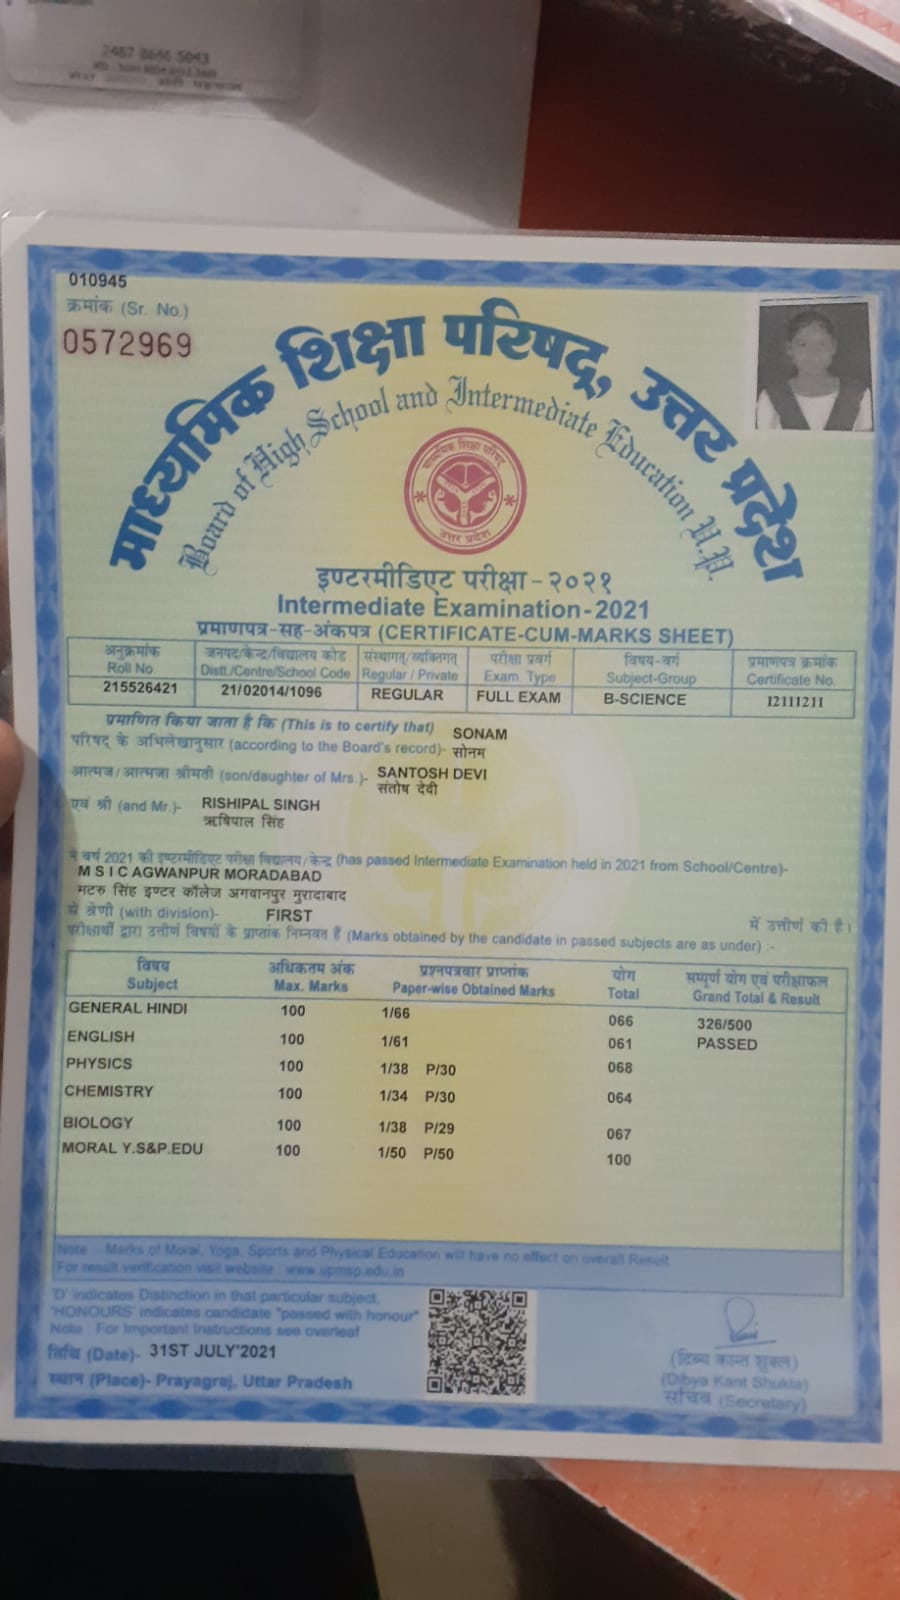 2487 8646 5043
010945
क्रमांक (Sr. No.)
0572969
माध्यमिक शिक्षा परिषद्, उत्तर प्रदेश
Board of High School and Intermediate Education U.P.
माध्यमिक शिक्षा परिषद्
उत्तर प्रदेश
इण्टरमीडिएट परीक्षा - २०२१
Intermediate Examination-2021
प्रमाणपत्र-सह-अंकपत्र (CERTIFICATE-CUM-MARKS SHEET)
अनुक्रमांक जनपद/केन्द्र/विद्यालय कोड संस्थागत/व्यक्तिगत परीक्षा प्रवर्ग विषय-वर्ग प्रमाणपत्र क्रमांक
Roll No. Distt./Centre/School Code Regular / Private Exam. Type Subject-Group Certificate No.
215526421 21/02014/1096 REGULAR FULL EXAM B-SCIENCE 12111211
प्रमाणित किया जाता है कि (This is to certify that) SONAM
परिषद् के अभिलेखानुसार (according to the Board's record)- सोनम
आत्मज/आत्मजा श्रीमती (son/daughter of Mrs.)- SANTOSH DEVI
संतोष देवी
एवं श्री (and Mr.)- RISHIPAL SINGH
ऋषिपाल सिंह
ने वर्ष 2021 की इण्टरमीडिएट परीक्षा विद्यालय/केन्द्र (has passed Intermediate Examination held in 2021 from School/Centre)-
M S I C AGWANPUR MORADABAD
मटरु सिंह इण्टर कॉलेज अगवानपुर मुरादाबाद
से श्रेणी (with division)- FIRST में उत्तीर्ण की है।
परीक्षार्थी द्वारा उत्तीर्ण विषयों के प्राप्तांक निम्नवत हैं (Marks obtained by the candidate in passed subjects are as under) :-
विषय अधिकतम अंक प्रश्नपत्रवार प्राप्तांक योग सम्पूर्ण योग एवं परीक्षाफल
Subject Max. Marks Paper-wise Obtained Marks Total Grand Total & Result
GENERAL HINDI 100 1/66 066 326/500
ENGLISH 100 1/61 061 PASSED
PHYSICS 100 1/38 P/30 068
CHEMISTRY 100 1/34 P/30 064
BIOLOGY 100 1/38 P/29 067
MORAL Y.S&P.EDU 100 1/50 P/50 100
Note :- Marks of Moral, Yoga, Sports and Physical Education will have no effect on overall Result
For result verification visit website : www.upmsp.edu.in
'D' indicates Distinction in that particular subject,
'HONOURS' indicates candidate "passed with honour"
Note : For Important Instructions see overleaf
तिथि (Date)- 31ST JULY'2021
स्थान (Place)- Prayagraj, Uttar Pradesh
(दिब्य कान्त शुक्ल)
(Dibya Kant Shukla)
सचिव (Secretary)